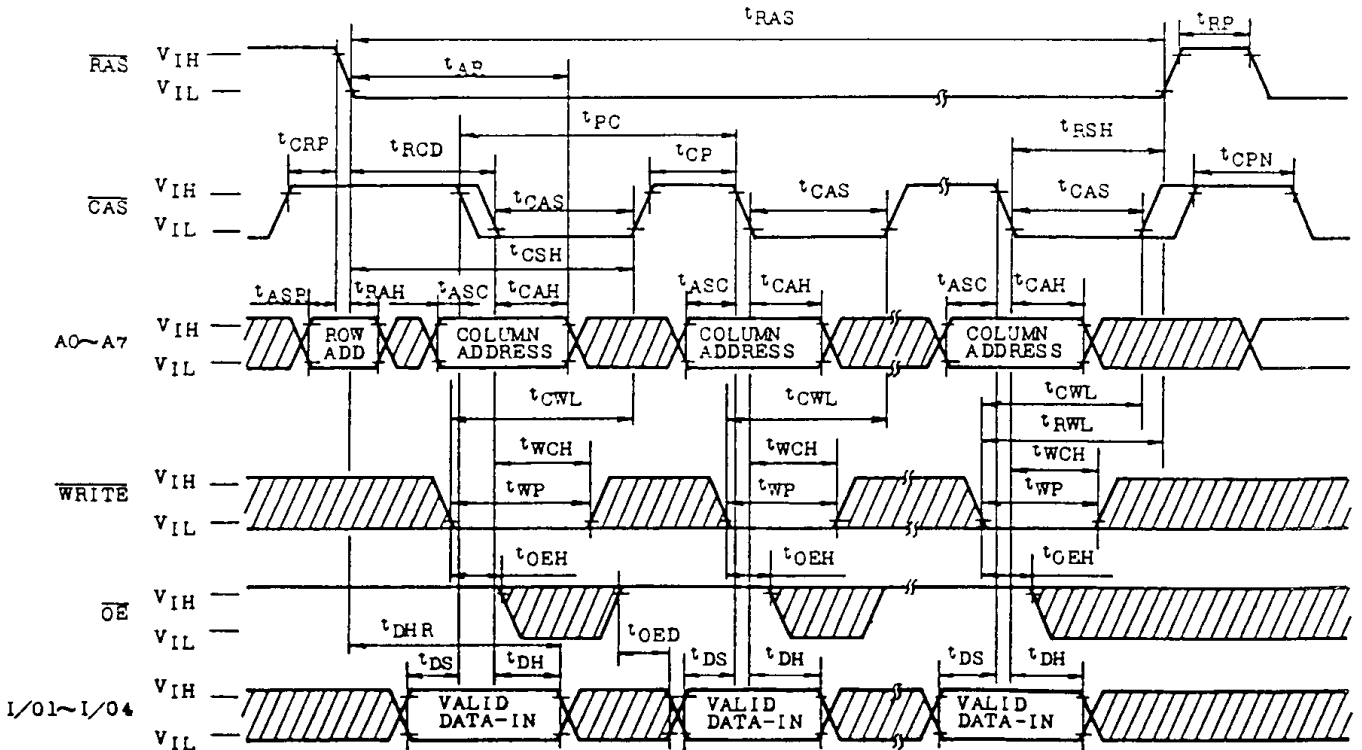 tRAS
tRP
RAS
VIH
VIL
tAR
tPC
tRSH
tCRP
tRCD
tCP
tCPN
CAS
VIH
VIL
tCAS
tCAS
tCAS
tCSH
tASR
tRAH
tASC
tCAH
tASC
tCAH
tASC
tCAH
A0~A7
VIH
VIL
ROW
ADD
COLUMN
ADDRESS
COLUMN
ADDRESS
COLUMN
ADDRESS
tCWL
tCWL
tCWL
tRWL
tWCH
tWCH
tWCH
WRITE
VIH
VIL
tWP
tWP
tWP
tOEH
tOEH
tOEH
OE
VIH
VIL
tDHR
tOED
tDS
tDH
tDS
tDH
tDS
tDH
I/O1~I/O4
VIH
VIL
VALID
DATA-IN
VALID
DATA-IN
VALID
DATA-IN